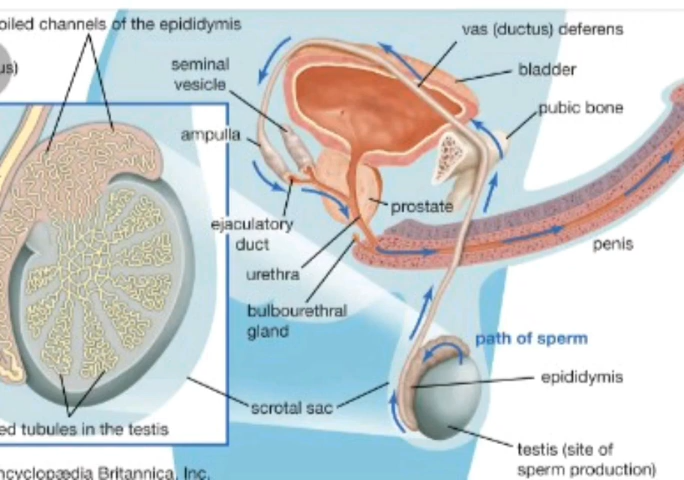 oiled channels of the epididymis
us)
vas (ductus) deferens
seminal
vesicle
bladder
pubic bone
ampulla
prostate
ejaculatory
duct
penis
urethra
bulbourethral
gland
path of sperm
epididymis
scrotal sac
ed tubules in the testis
testis (site of
sperm production)
ncyclopædia Britannica, Inc.